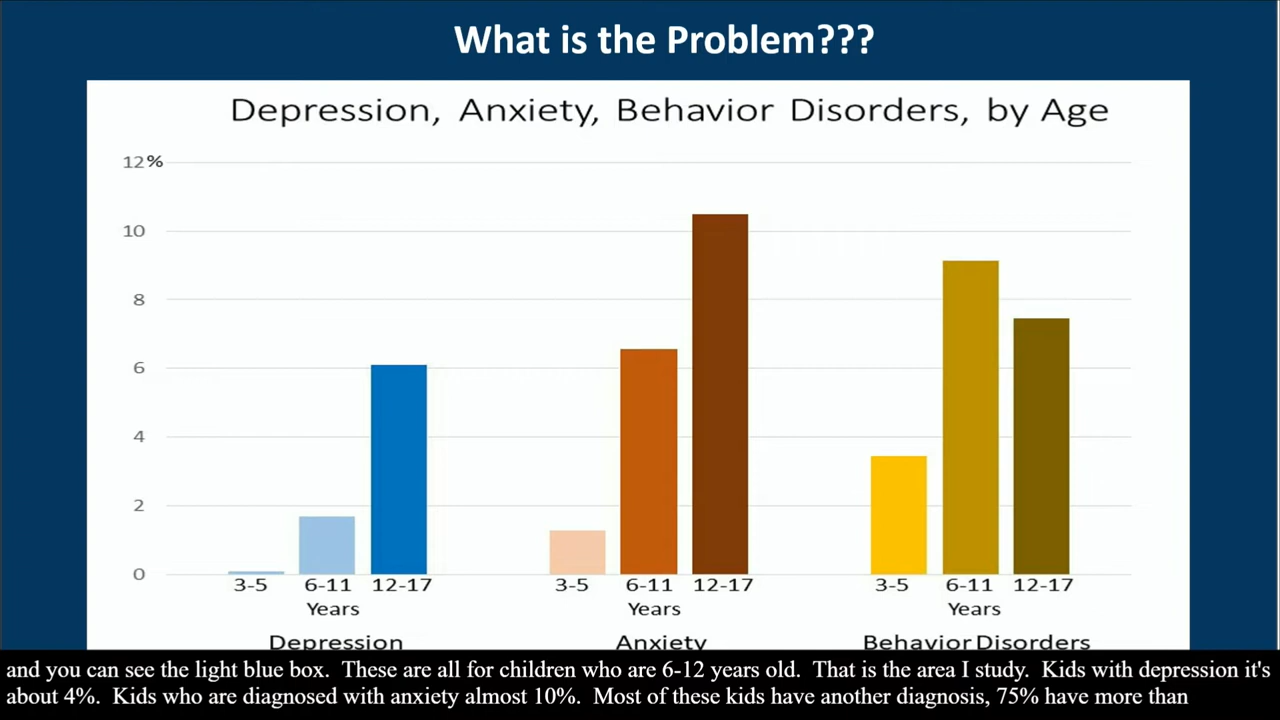 What is the Problem???
Depression, Anxiety, Behavior Disorders, by Age
12%
10
8
6
4
2
0
3-5 6-11 12-17 3-5 6-11 12-17 3-5 6-11 12-17
Years Years Years
Depression Anxiety Behavior Disorders
and you can see the light blue box.  These are all for children who are 6-12 years old.  That is the area I study.  Kids with depression it's
about 4%.  Kids who are diagnosed with anxiety almost 10%.  Most of these kids have another diagnosis, 75% have more than